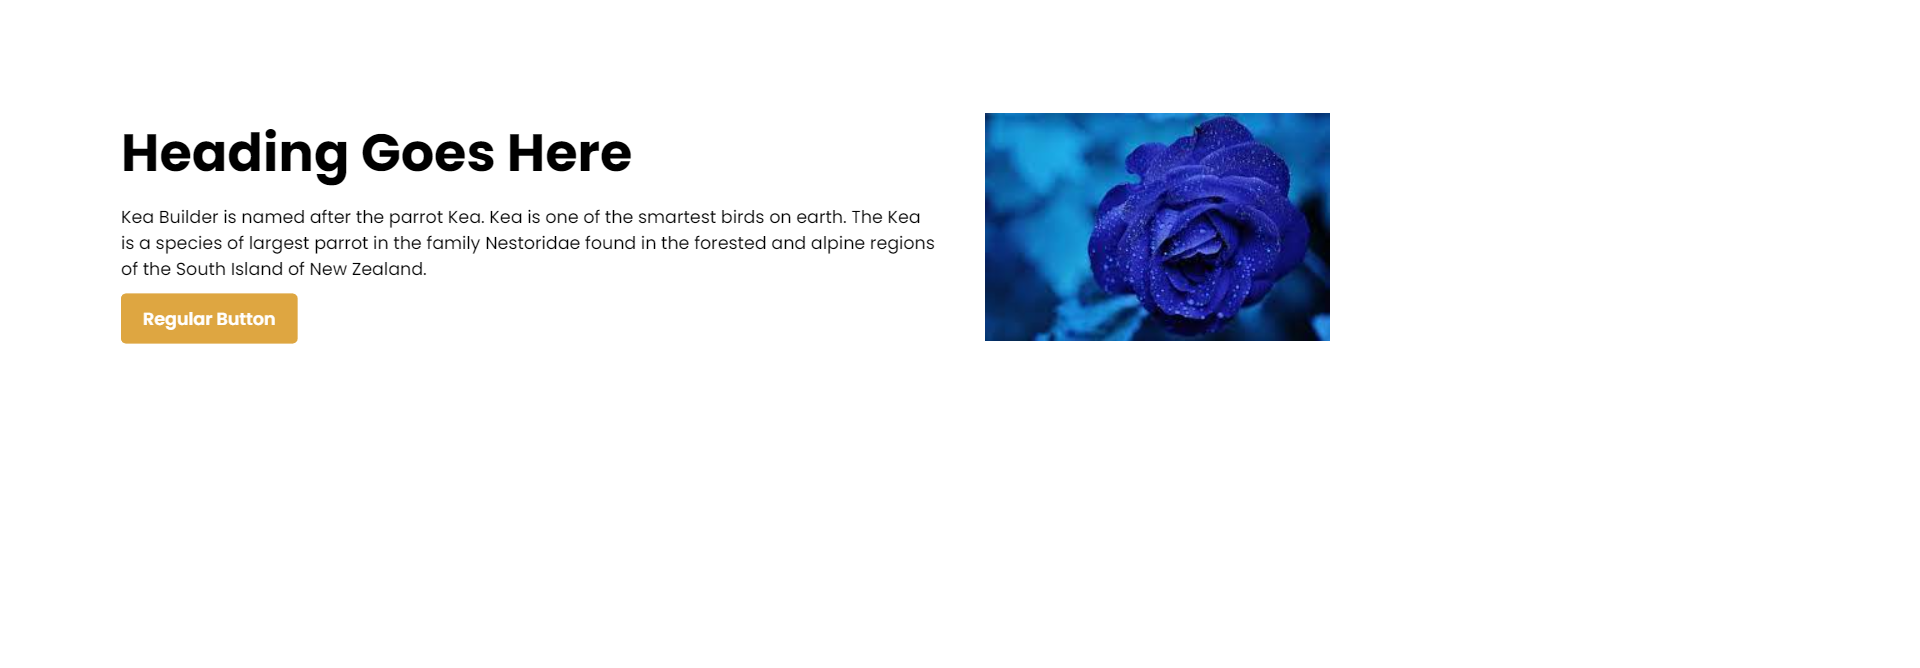 Heading Goes Here
Kea Builder is named after the parrot Kea. Kea is one of the smartest birds on earth. The Kea
is a species of largest parrot in the family Nestoridae found in the forested and alpine regions
of the South Island of New Zealand.
Regular Button